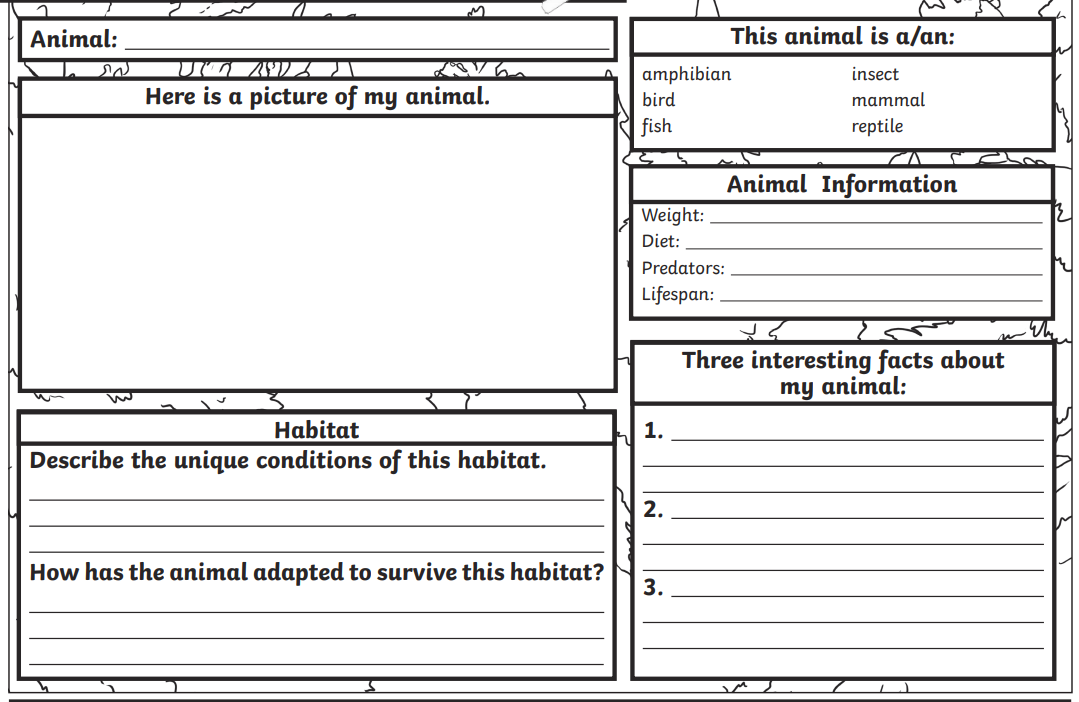 Animal:
Here is a picture of my animal.
Habitat
Describe the unique conditions of this habitat.
How has the animal adapted to survive this habitat?
This animal is a/an:
amphibian insect
bird mammal
fish reptile
Animal Information
Weight:
Diet:
Predators:
Lifespan:
Three interesting facts about
my animal:
1.
2.
3.